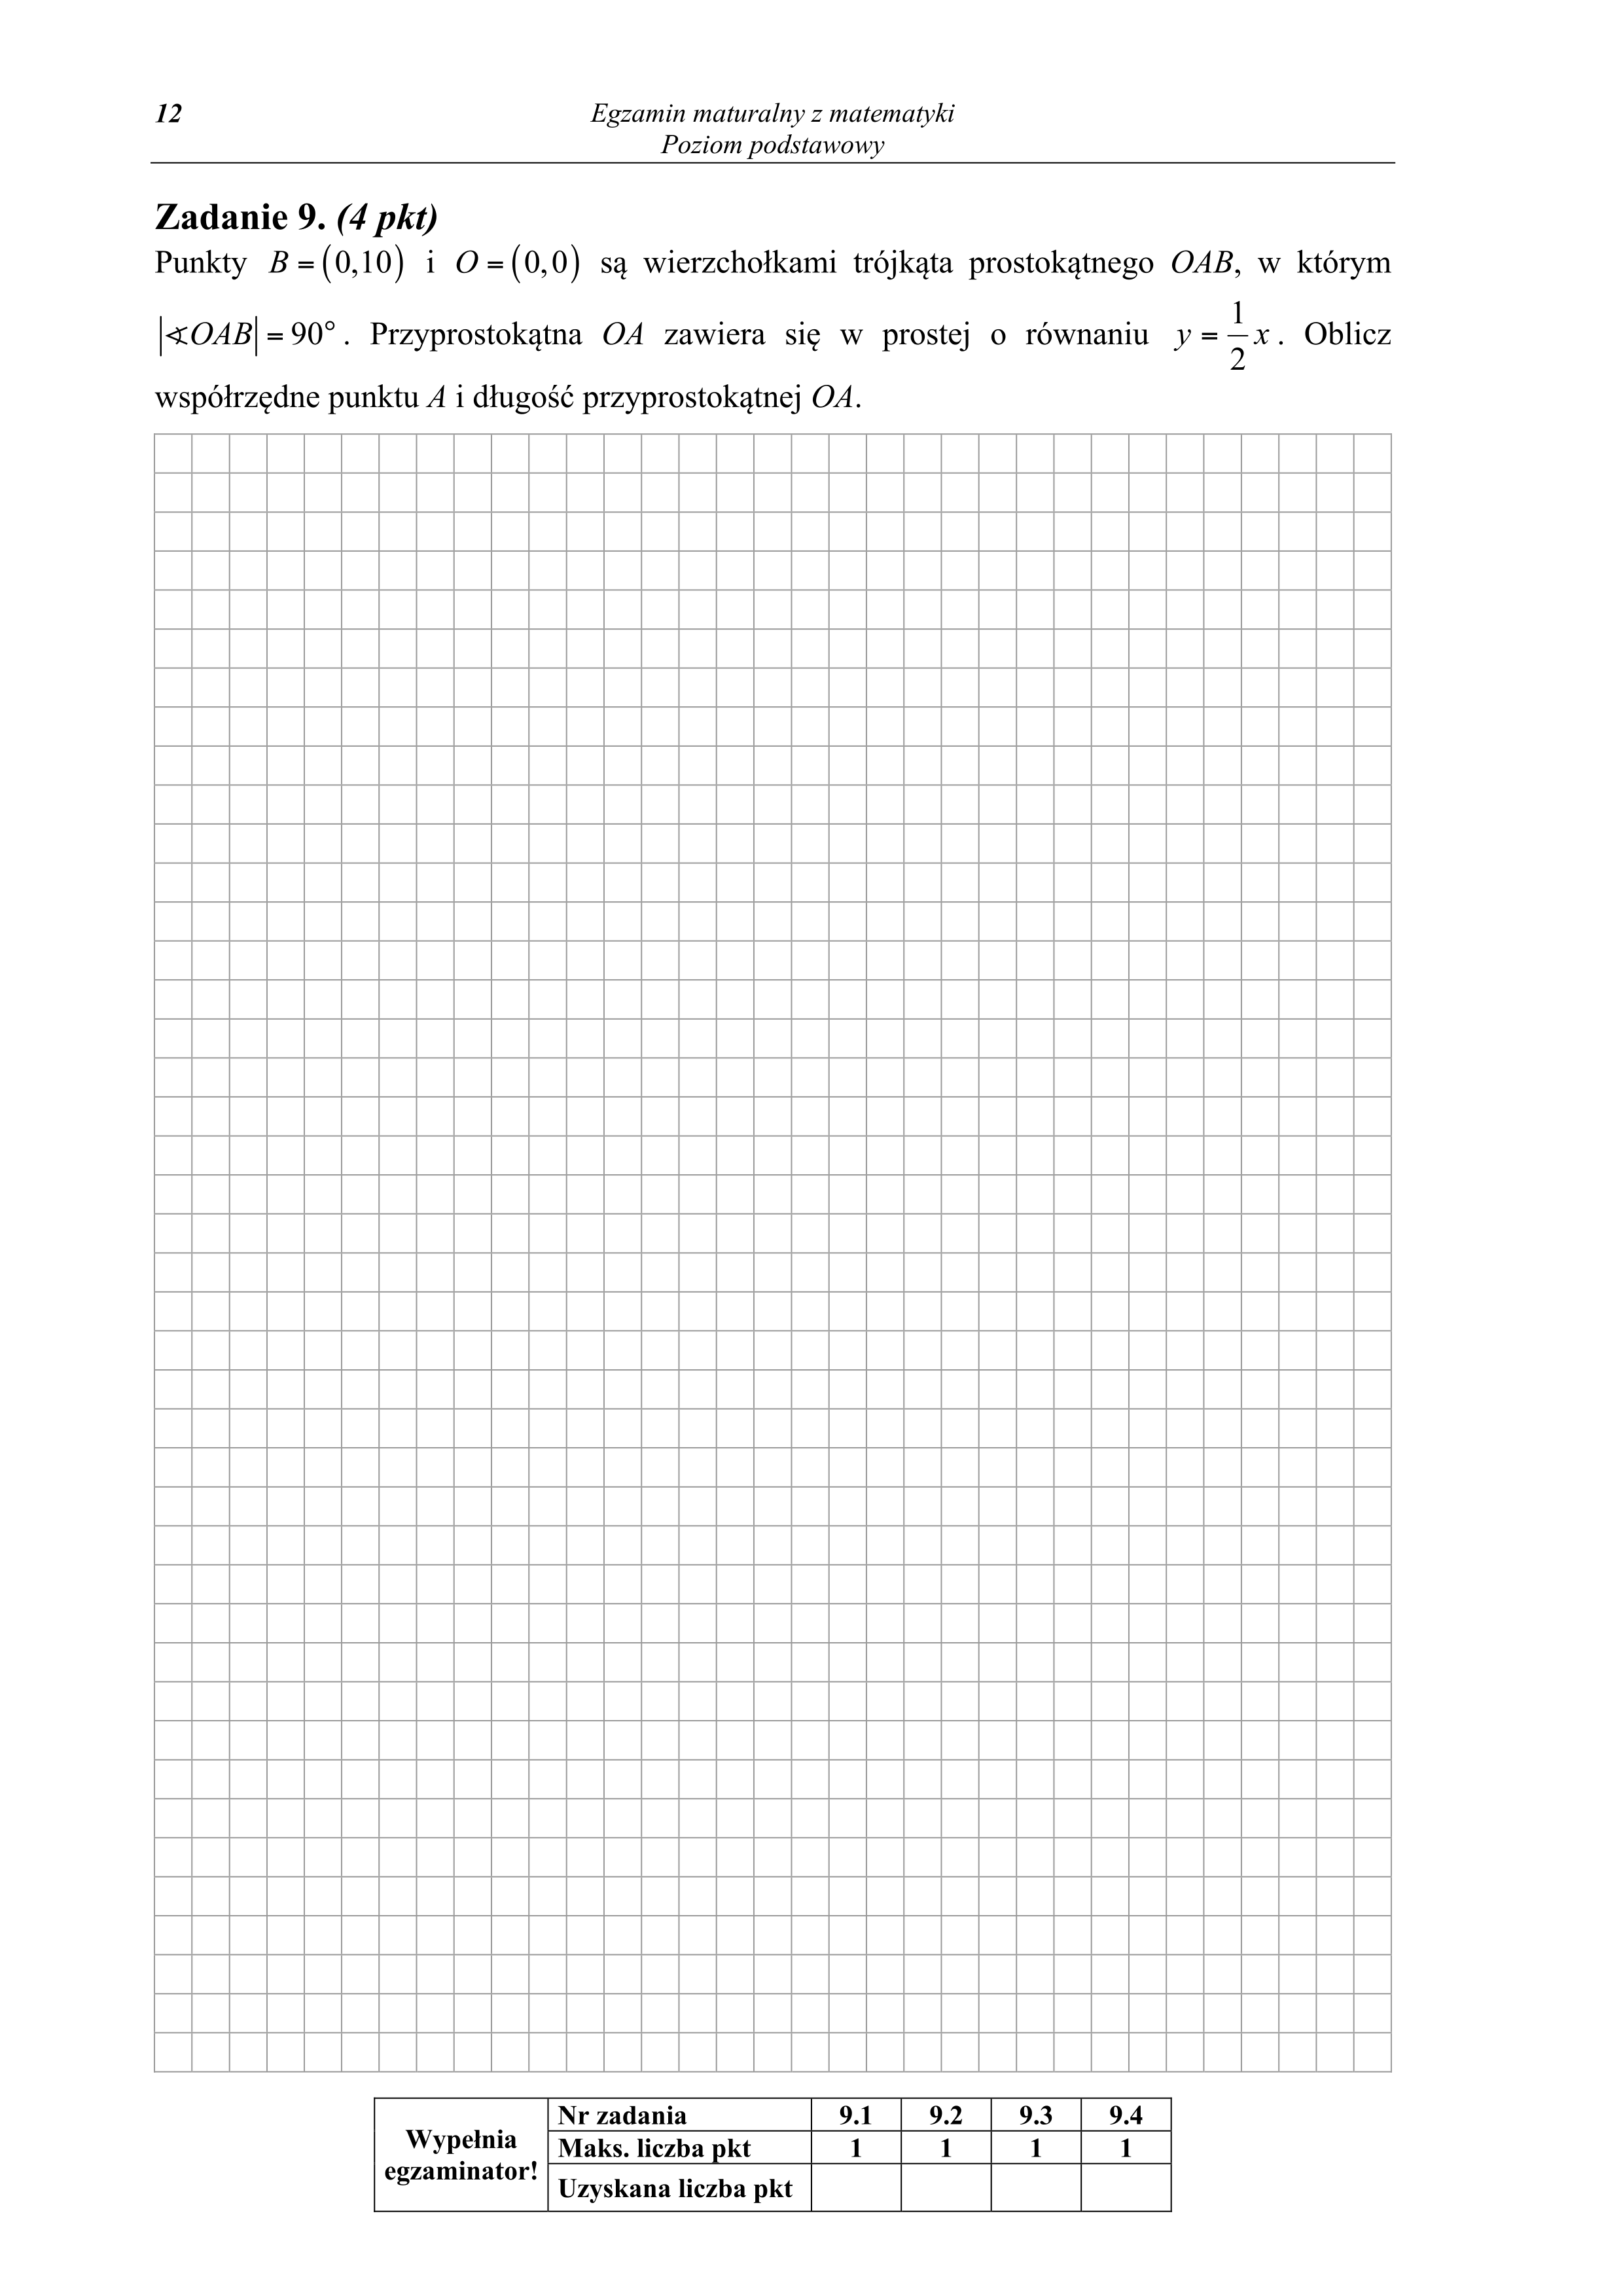 12
Egzamin maturalny z matematyki
Poziom podstawowy
Zadanie 9. (4 pkt)
Punkty B = (0,10) i O = (0,0) są wierzchołkami trójkąta prostokątnego OAB, w którym
|∢OAB| = 90° . Przyprostokątna OA zawiera się w prostej o równaniu y = 1/2 x . Oblicz
współrzędne punktu A i długość przyprostokątnej OA.
Wypełnia egzaminator!
Nr zadania 9.1 9.2 9.3 9.4
Maks. liczba pkt 1 1 1 1
Uzyskana liczba pkt